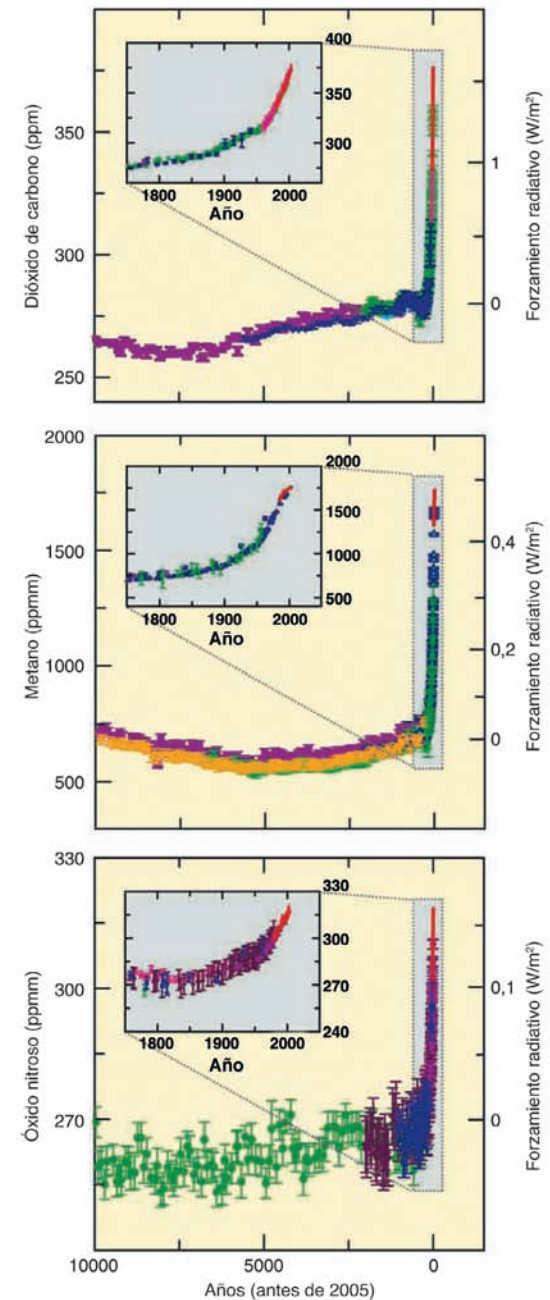 400
350
300
1800 1900 2000
Año
350
300
250
Dióxido de carbono (ppm)
1
0
Forzamiento radiativo (W/m²)
2000
1500
1000
500
1800 1900 2000
Año
2000
1500
1000
500
Metano (ppmm)
0,4
0,2
0
Forzamiento radiativo (W/m²)
330
300
270
240
1800 1900 2000
Año
330
300
270
Óxido nitroso (ppmm)
0,1
0
Forzamiento radiativo (W/m²)
10000 5000 0
Años (antes de 2005)